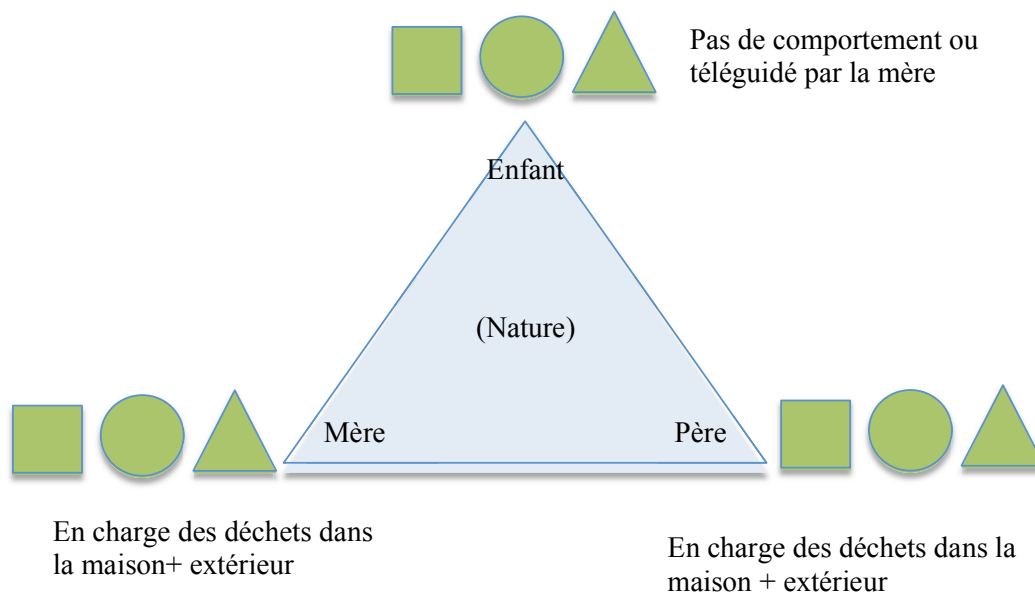 Pas de comportement ou
téléguidé par la mère
Enfant
(Nature)
Mère
Père
En charge des déchets dans
la maison+ extérieur
En charge des déchets dans la
maison + extérieur